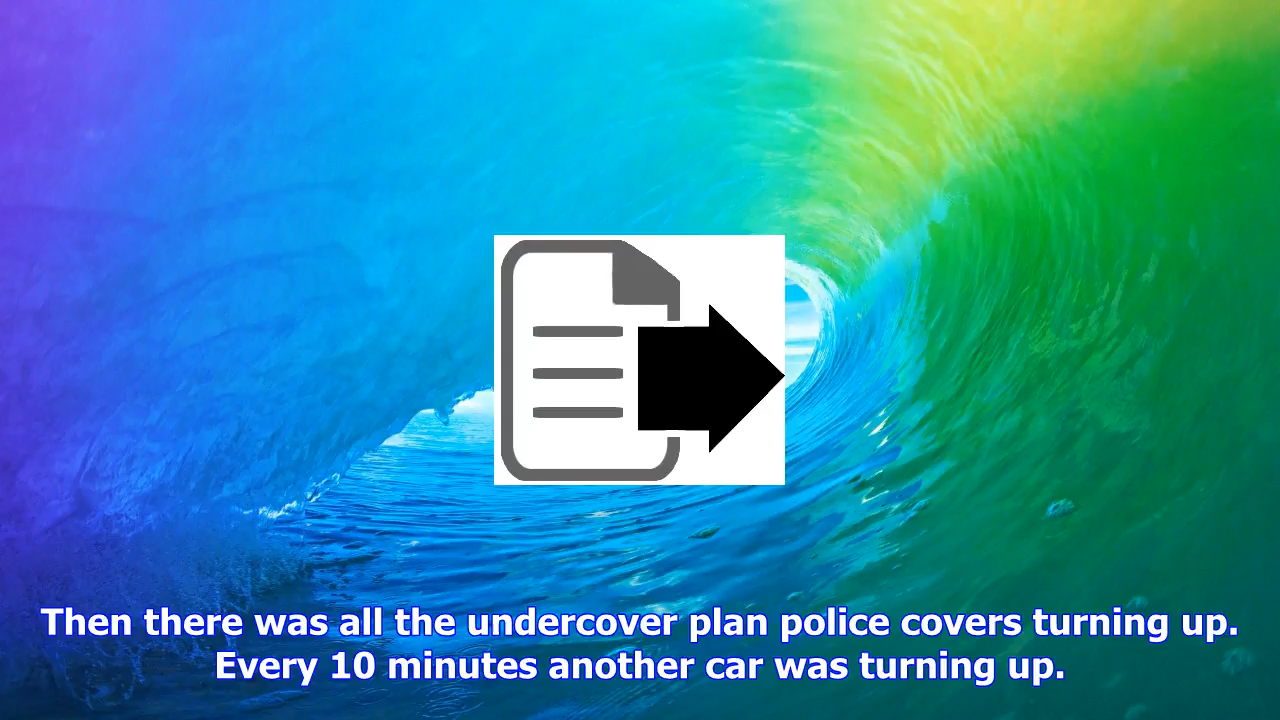 Then there was all the undercover plan police covers turning up.
Every 10 minutes another car was turning up.